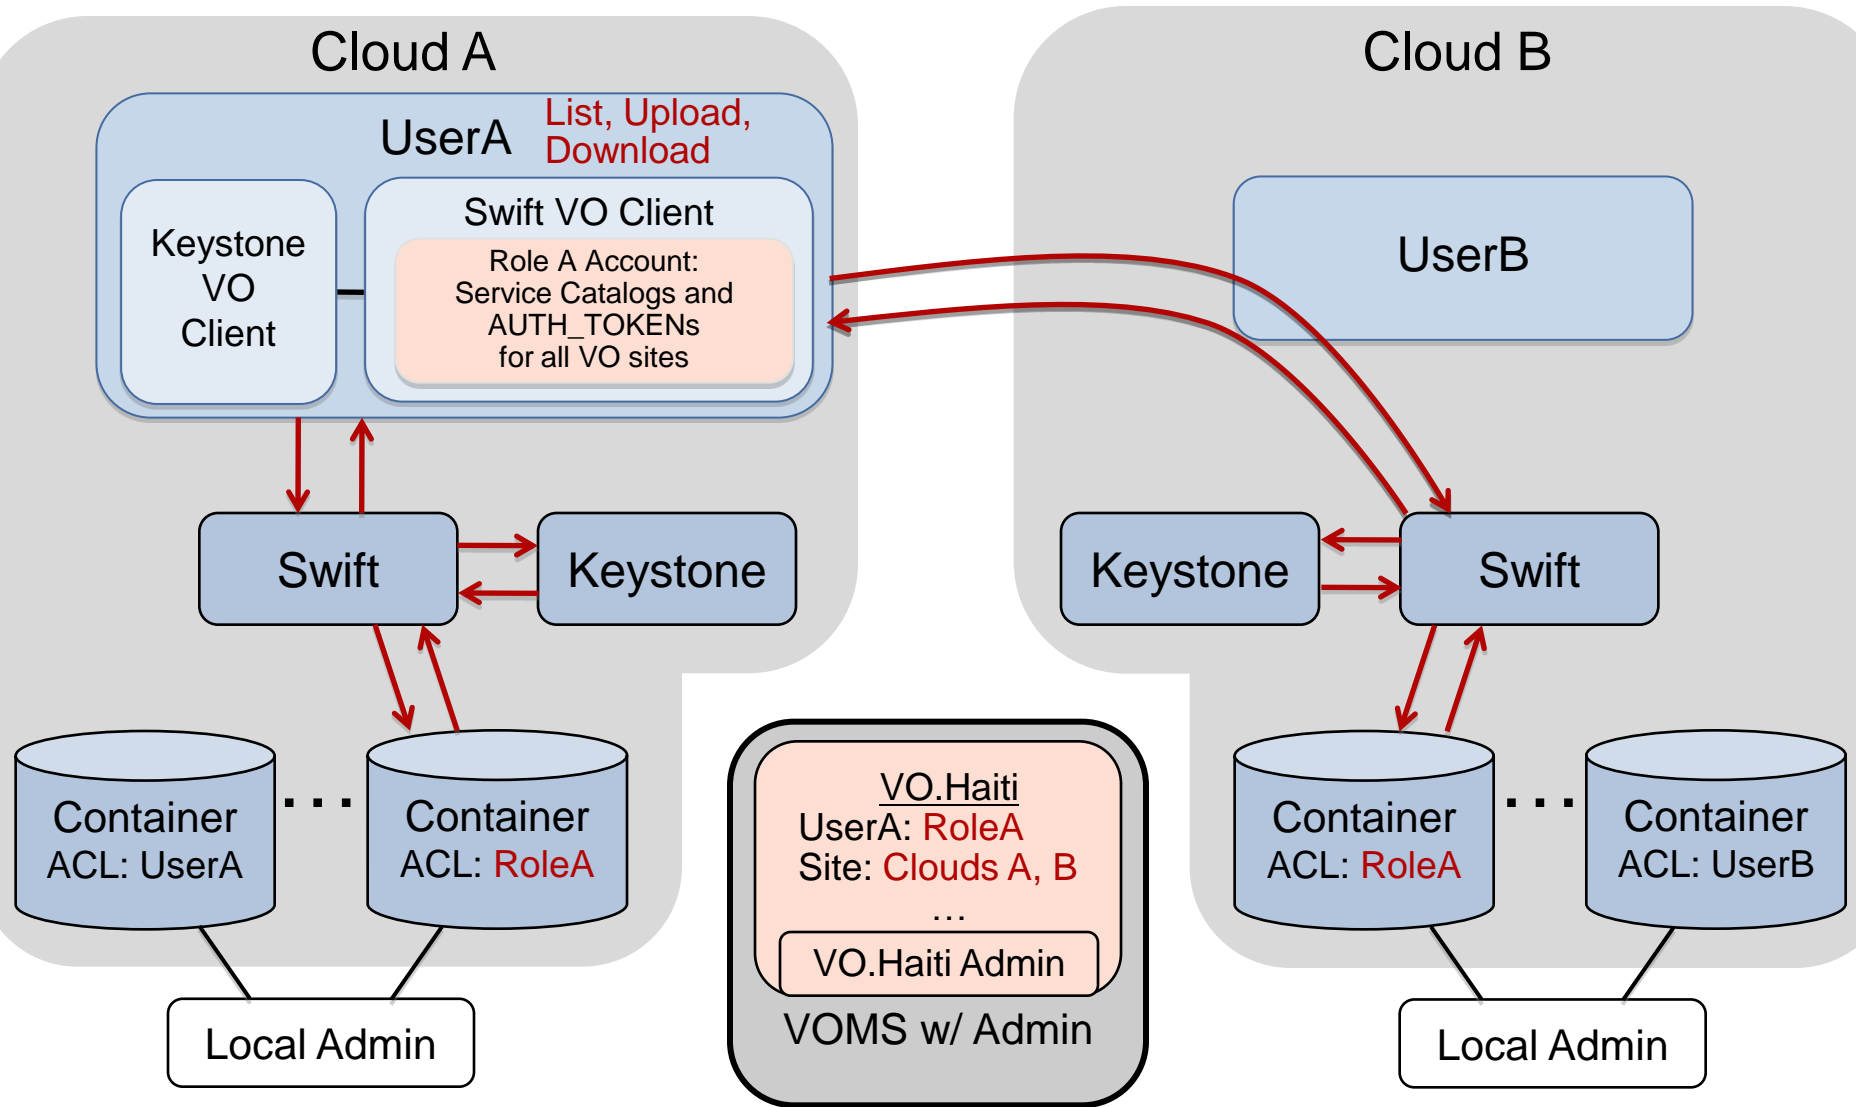 Cloud A
UserA
List, Upload,
Download
Keystone
VO
Client
Swift VO Client
Role A Account:
Service Catalogs and
AUTH_TOKENs
for all VO sites
Swift
Keystone
Container
ACL: UserA
. . .
Container
ACL: RoleA
Local Admin
VO.Haiti
UserA: RoleA
Site: Clouds A, B
...
VO.Haiti Admin
VOMS w/ Admin
Cloud B
UserB
Keystone
Swift
Container
ACL: RoleA
. . .
Container
ACL: UserB
Local Admin